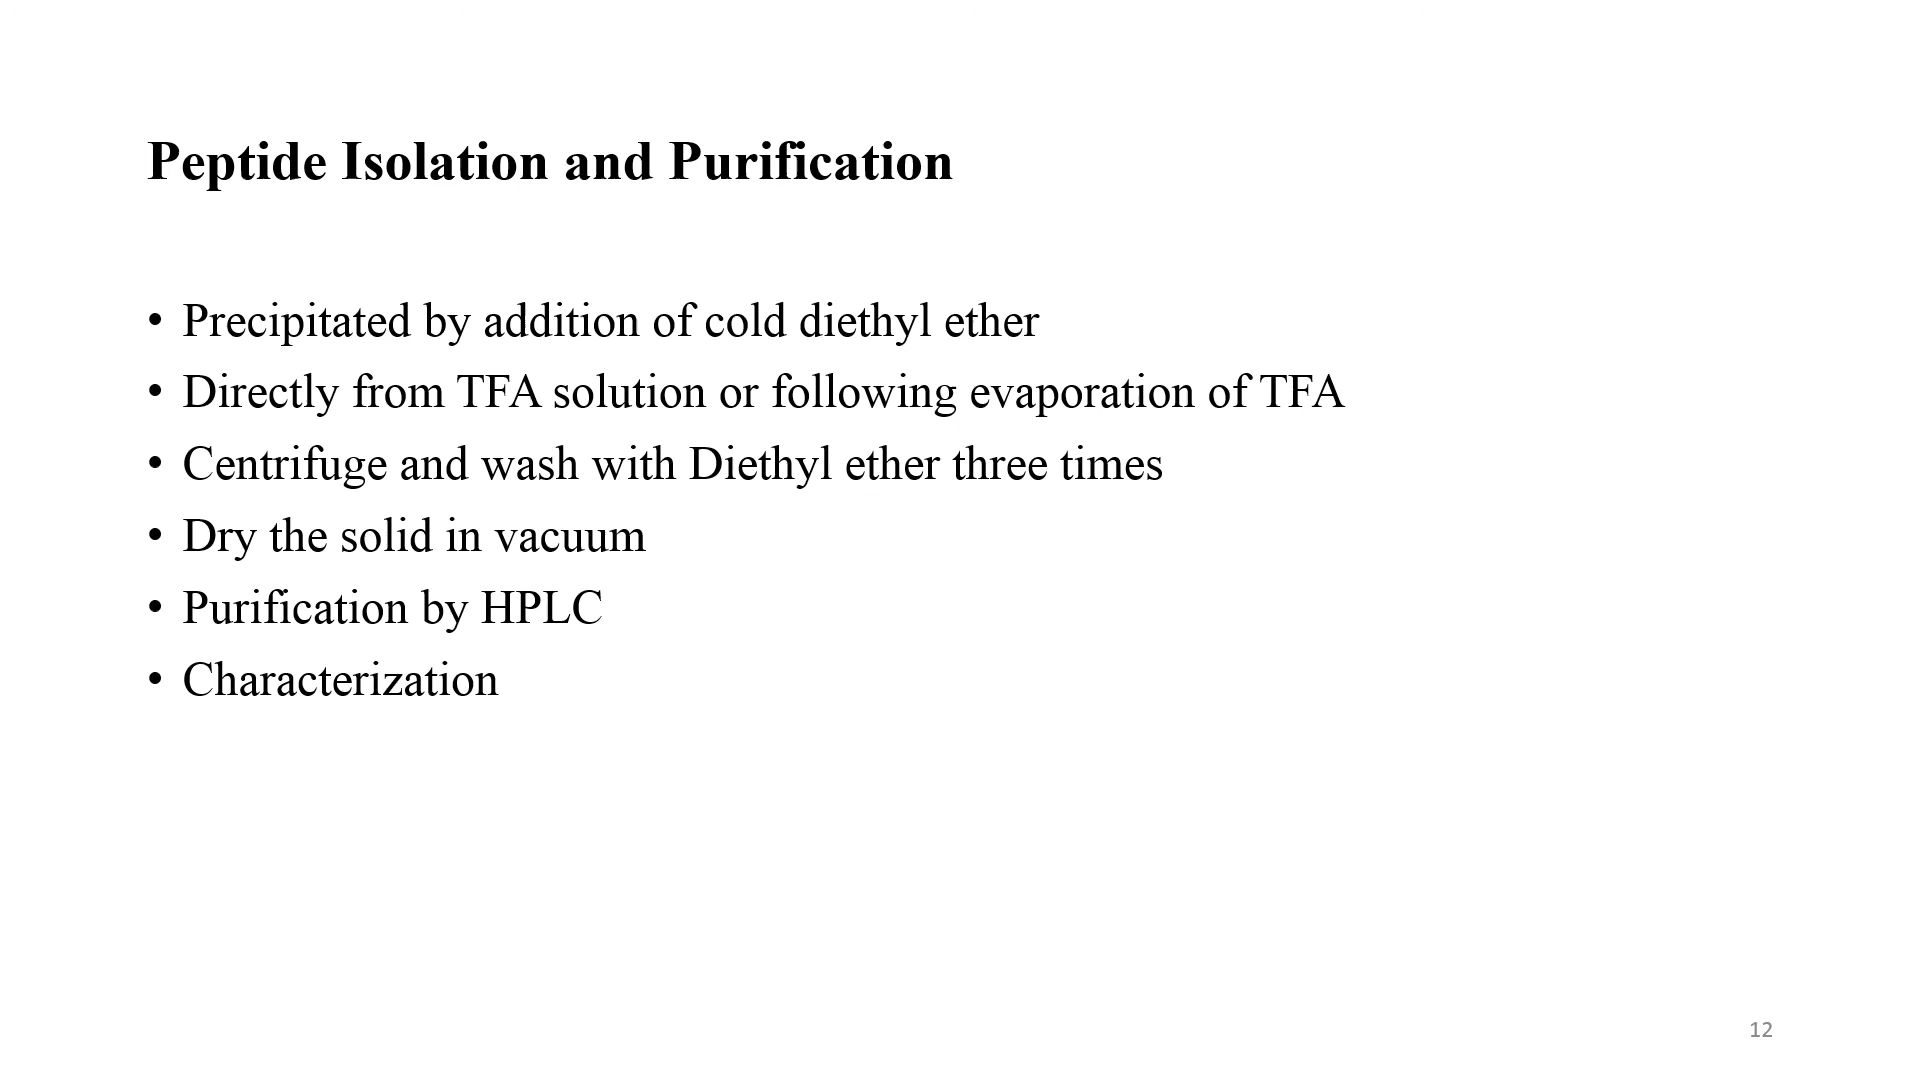 Peptide Isolation and Purification
• Precipitated by addition of cold diethyl ether
• Directly from TFA solution or following evaporation of TFA
• Centrifuge and wash with Diethyl ether three times
• Dry the solid in vacuum
• Purification by HPLC
• Characterization
12